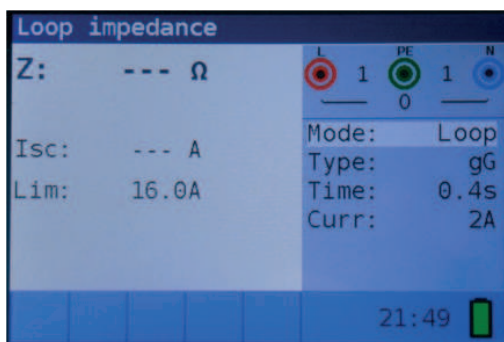 Loop impedance
Z: --- Ω
Isc: --- A
Lim: 16.0A
L PE N
1 1
0
Mode: Loop
Type: gG
Time: 0.4s
Curr: 2A
21:49